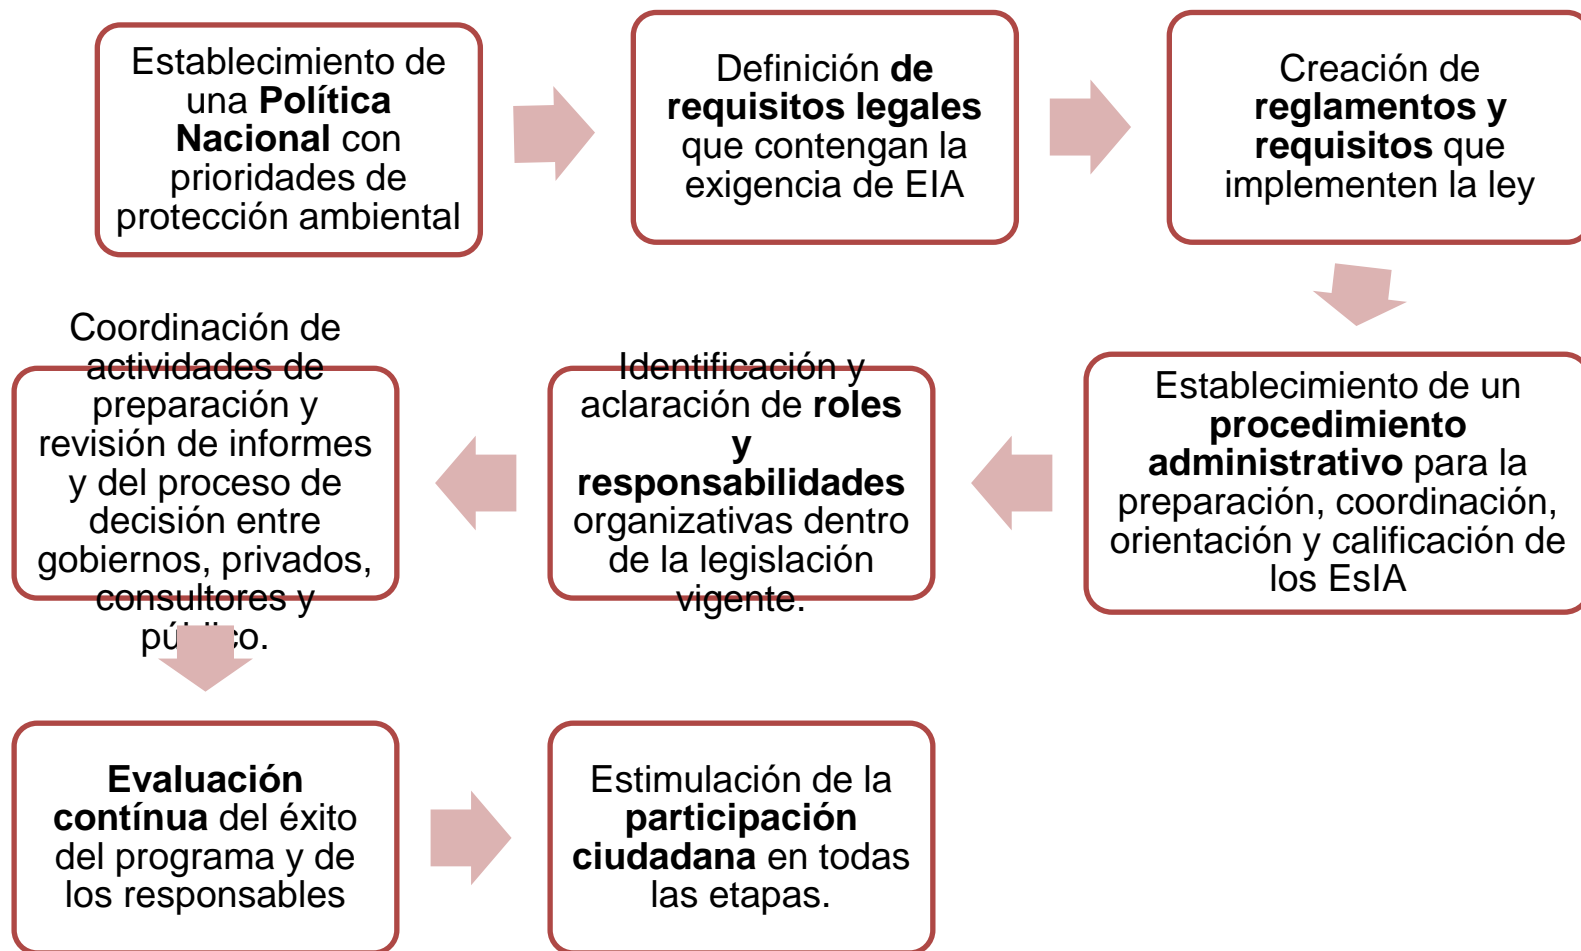 Establecimiento de
una Política
Nacional con
prioridades de
protección ambiental
Definición de
requisitos legales
que contengan la
exigencia de EIA
Creación de
reglamentos y
requisitos que
implementen la ley
Establecimiento de un
procedimiento
administrativo para la
preparación, coordinación,
orientación y calificación de
los EsIA
Identificación y
aclaración de roles
y
responsabilidades
organizativas dentro
de la legislación
vigente.
Coordinación de
actividades de
preparación y
revisión de informes
y del proceso de
decisión entre
gobiernos, privados,
consultores y
público.
Evaluación
contínua del éxito
del programa y de
los responsables
Estimulación de la
participación
ciudadana en todas
las etapas.